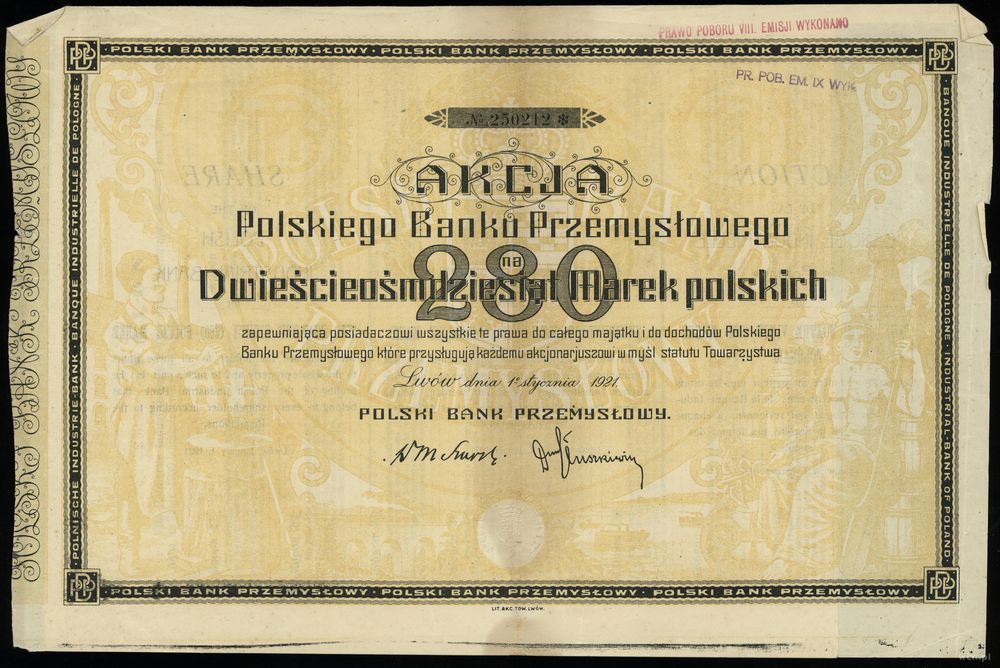 PRAWO POBORU VIII. EMISJI WYKONANO
PR. POB. EM. IX WYK.
POLSKI BANK PRZEMYSŁOWY · POLSKI BANK PRZEMYSŁOWY · POLSKI BANK PRZEMYSŁOWY
№ 250212 ✻
AKCJA
Polskiego Banku Przemysłowego
na
280
Dwieścieośmdziesiąt Marek polskich
zapewniająca posiadaczowi wszystkie te prawa do całego majątku i do dochodów Polskiego
Banku Przemysłowego które przysługują każdemu akcjonarjuszowi w myśl statutu Towarzystwa.
Lwów dnia 1º stycznia 1921.
POLSKI BANK PRZEMYSŁOWY.
POLNISCHE INDUSTRIE-BANK · BANQUE INDUSTRIELLE DE POLOGNE
BANQUE INDUSTRIELLE DE POLOGNE · INDUSTRIAL-BANK OF POLAND
POLSKI BANK PRZEMYSŁOWY · POLSKI BANK PRZEMYSŁOWY · POLSKI BANK PRZEMYSŁOWY
LIT. AKC. TOW. LWÓW.